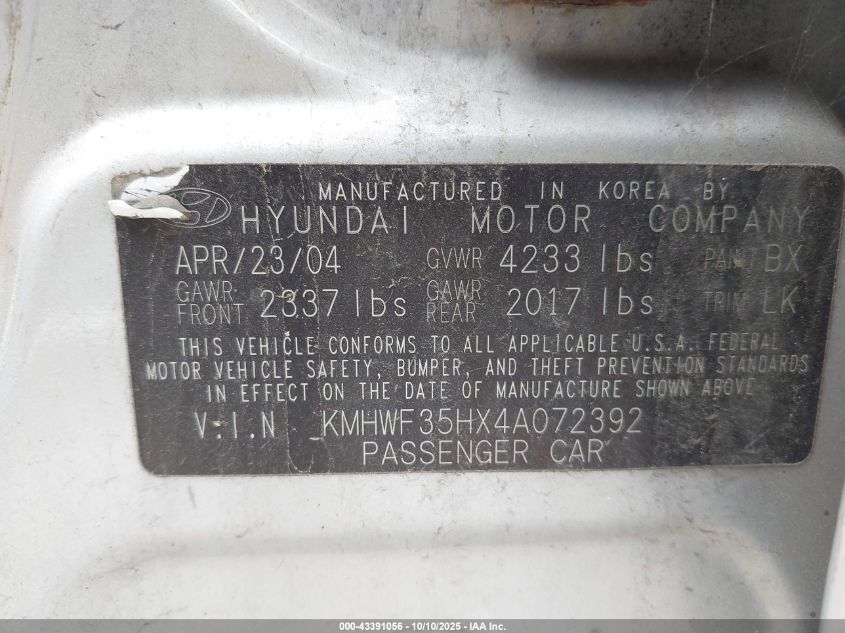 MANUFACTURED IN KOREA BY
HYUNDAI MOTOR COMPANY
APR/23/04 GVWR 4233 lbs PAINT BX
GAWR FRONT 2337 lbs GAWR REAR 2017 lbs TRIM LK
THIS VEHICLE CONFORMS TO ALL APPLICABLE U.S.A. FEDERAL
MOTOR VEHICLE SAFETY, BUMPER, AND THEFT PREVENTION STANDARDS
IN EFFECT ON THE DATE OF MANUFACTURE SHOWN ABOVE
V.I.N KMHWF35HX4A072392
PASSENGER CAR
000-43391056 - 10/10/2025 - IAA Holdings, LLC.